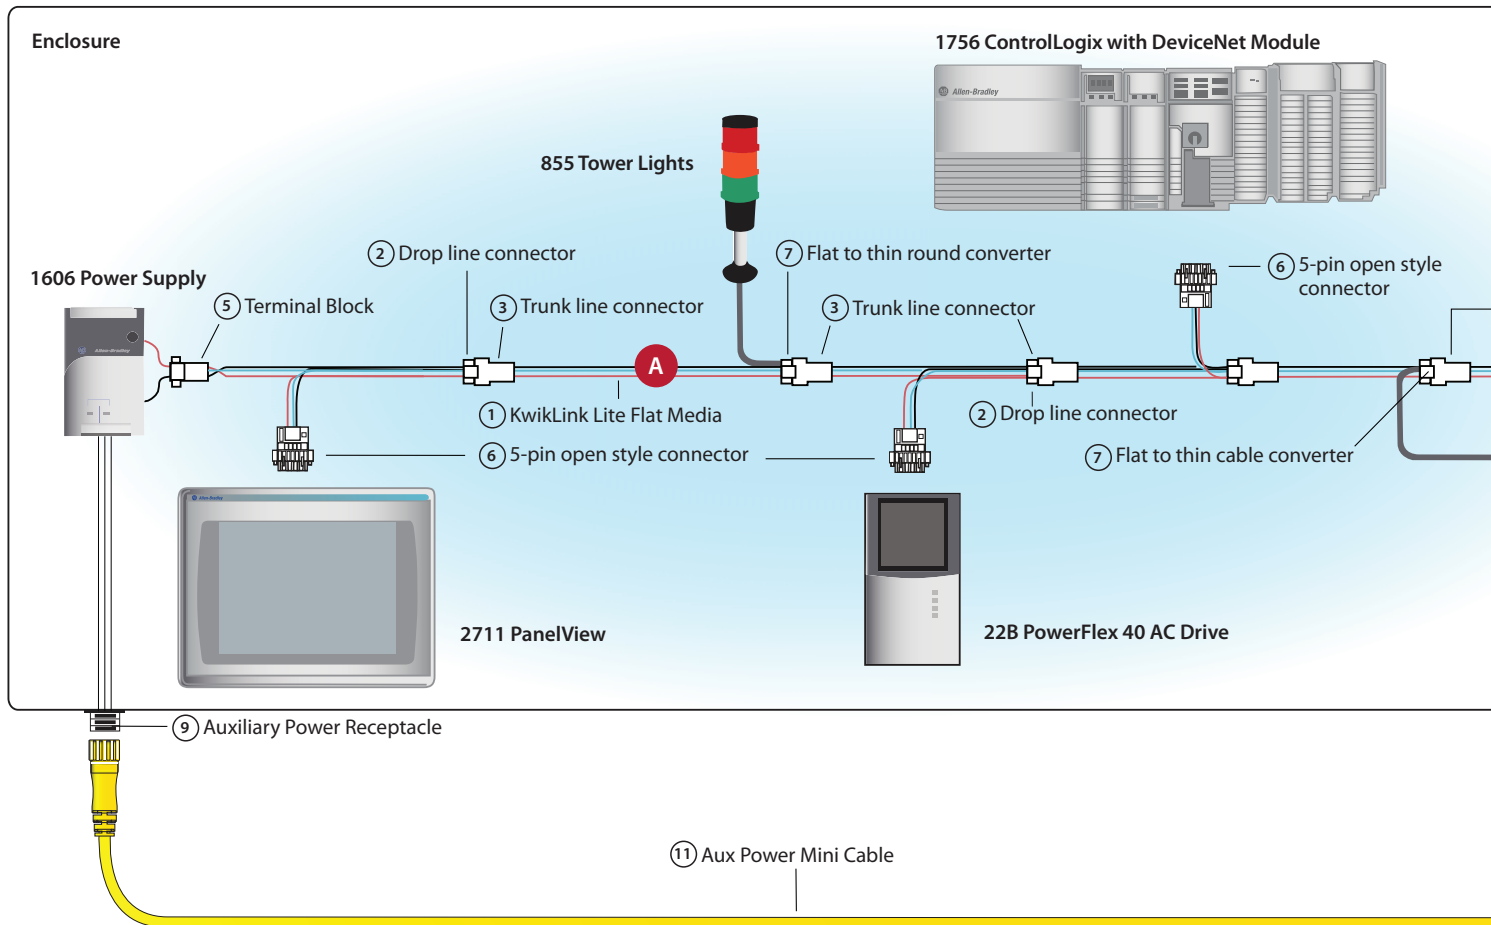 Enclosure
1756 ControlLogix with DeviceNet Module
Allen-Bradley
855 Tower Lights
2 Drop line connector
7 Flat to thin round converter
6 5-pin open style
connector
1606 Power Supply
5 Terminal Block
3 Trunk line connector
3 Trunk line connector
Allen-Bradley
A
1 KwikLink Lite Flat Media
2 Drop line connector
6 5-pin open style connector
7 Flat to thin cable converter
Allen-Bradley
2711 PanelView
22B PowerFlex 40 AC Drive
9 Auxiliary Power Receptacle
11 Aux Power Mini Cable